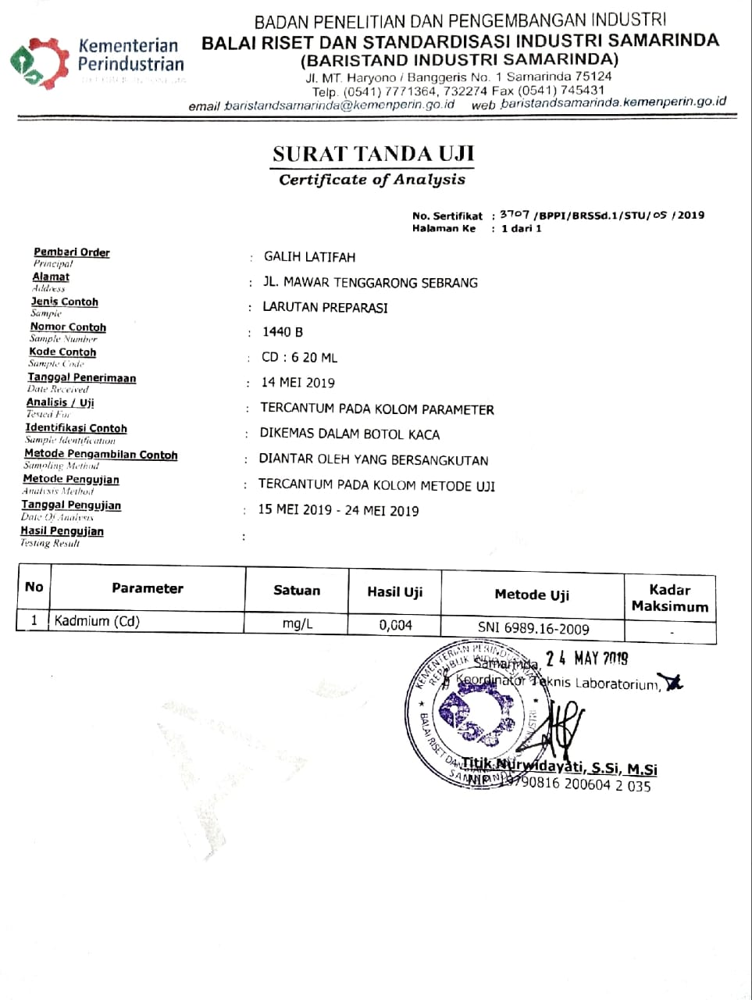 Kementerian
Perindustrian
BADAN PENELITIAN DAN PENGEMBANGAN INDUSTRI
BALAI RISET DAN STANDARDISASI INDUSTRI SAMARINDA
(BARISTAND INDUSTRI SAMARINDA)
Jl. MT. Haryono / Banggeris No. 1 Samarinda 75124
Telp. (0541) 7771364, 732274 Fax (0541) 745431
email baristandsamarinda@kemenperin.go.id web baristandsamarinda.kemenperin.go.id
SURAT TANDA UJI
Certificate of Analysis
No. Sertifikat : 3707 /BPPI/BRSSd.1/STU/05 /2019
Halaman Ke : 1 dari 1
Pembari Order : GALIH LATIFAH
Principal
Alamat : JL. MAWAR TENGGARONG SEBRANG
Address
Jenis Contoh : LARUTAN PREPARASI
Sample
Nomor Contoh : 1440 B
Sample Number
Kode Contoh : CD : 6 20 ML
Sample Code
Tanggal Penerimaan : 14 MEI 2019
Date Received
Analisis / Uji : TERCANTUM PADA KOLOM PARAMETER
Tested For
Identifikasi Contoh : DIKEMAS DALAM BOTOL KACA
Sample Identification
Metoda Pengambilan Contoh : DIANTAR OLEH YANG BERSANGKUTAN
Sampling Method
Metode Pengujian : TERCANTUM PADA KOLOM METODE UJI
Analysis Method
Tanggal Pengujian : 15 MEI 2019 - 24 MEI 2019
Date Of Analysis
Hasil Pengujian :
Testing Result
No Parameter Satuan Hasil Uji Metode Uji Kadar Maksimum
1 Kadmium (Cd) mg/L 0,004 SNI 6989.16-2009 -
Samarinda, 24 MAY 2019
Koordinator Teknis Laboratorium,
KEMENTERIAN PERINDUSTRIAN
REPUBLIK INDONESIA
BALAI RISET DAN STANDARDISASI INDUSTRI
SAMARINDA
Titik Nurwidayati, S.Si, M.Si
NIP. 19790816 200604 2 035